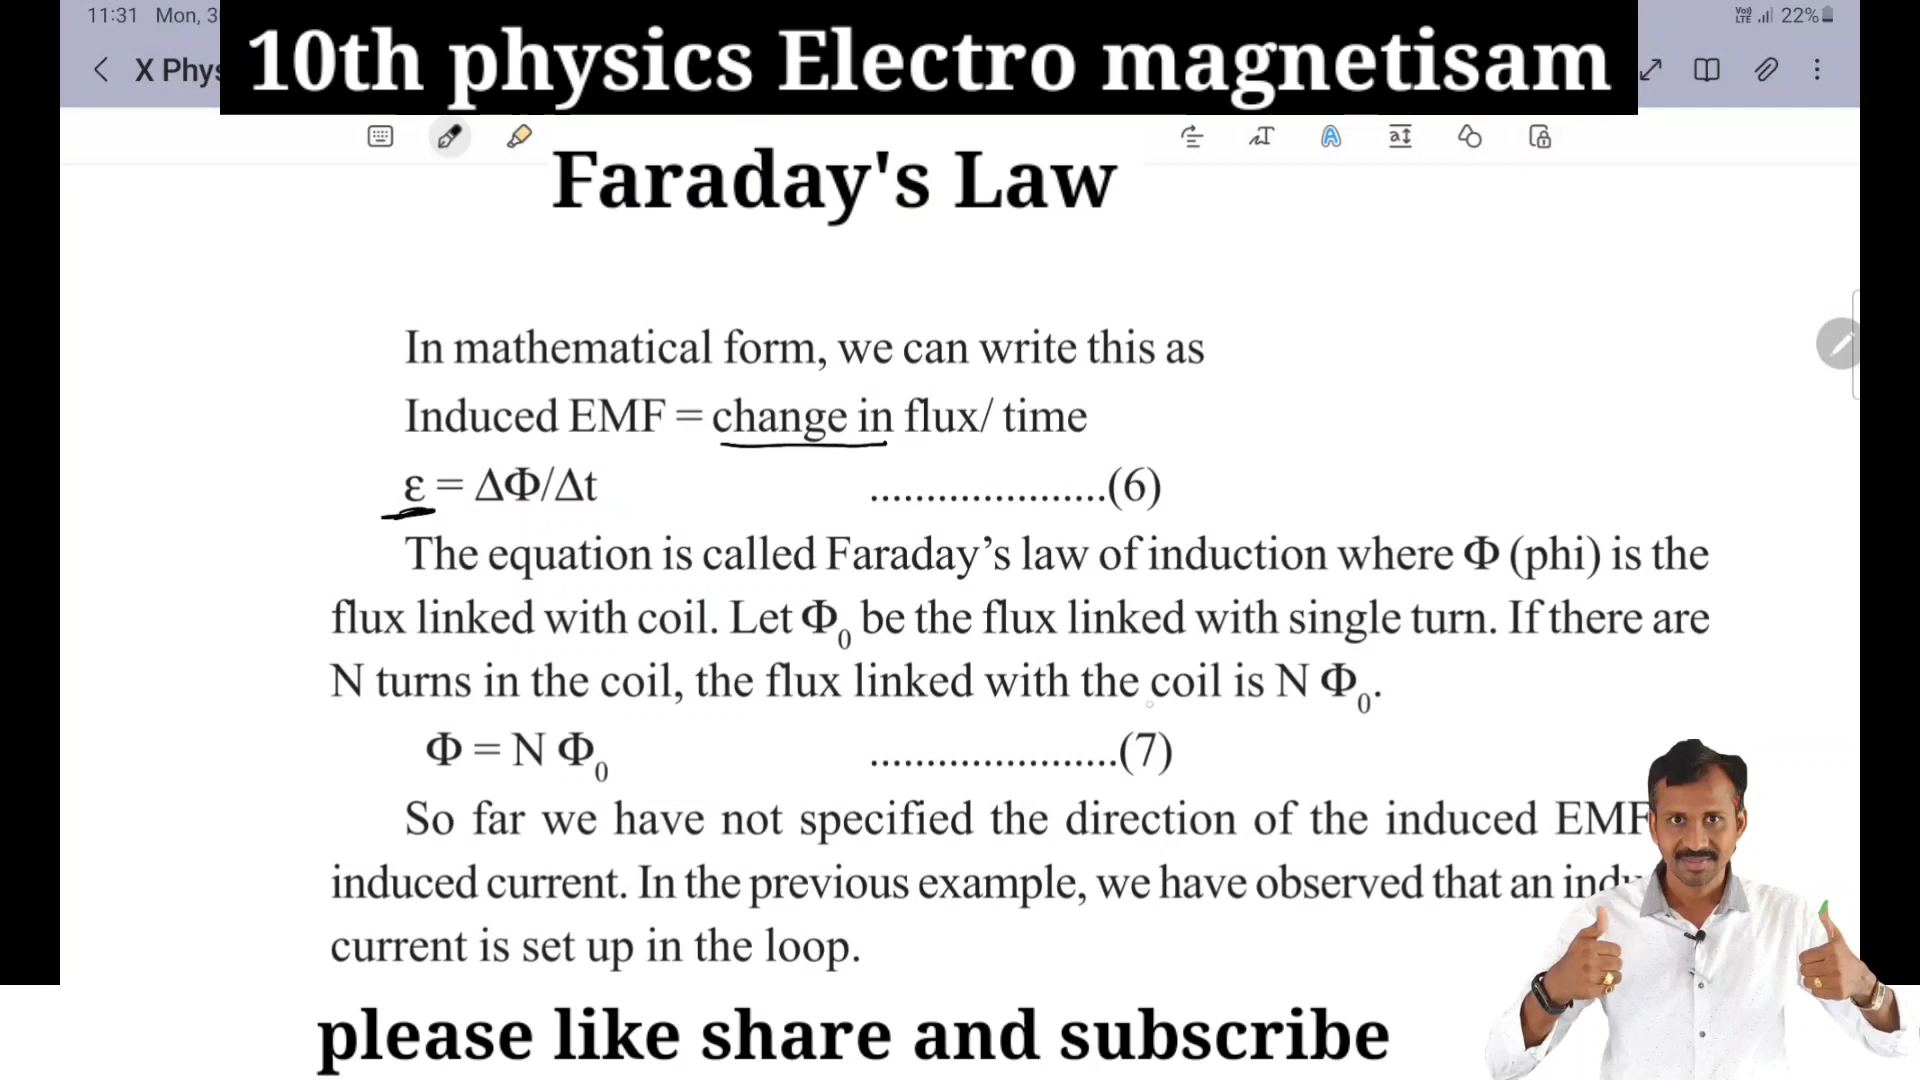 11:31 Mon, 3
22%
X Phys
10th physics Electro magnetisam
Faraday's Law
In mathematical form, we can write this as
Induced EMF = change in flux/ time
ε = ΔΦ/Δt .....................(6)
The equation is called Faraday’s law of induction where Φ (phi) is the
flux linked with coil. Let Φ₀ be the flux linked with single turn. If there are
N turns in the coil, the flux linked with the coil is N Φ₀.
Φ = N Φ₀ ......................(7)
So far we have not specified the direction of the induced EMF
induced current. In the previous example, we have observed that an
current is set up in the loop.
please like share and subscribe